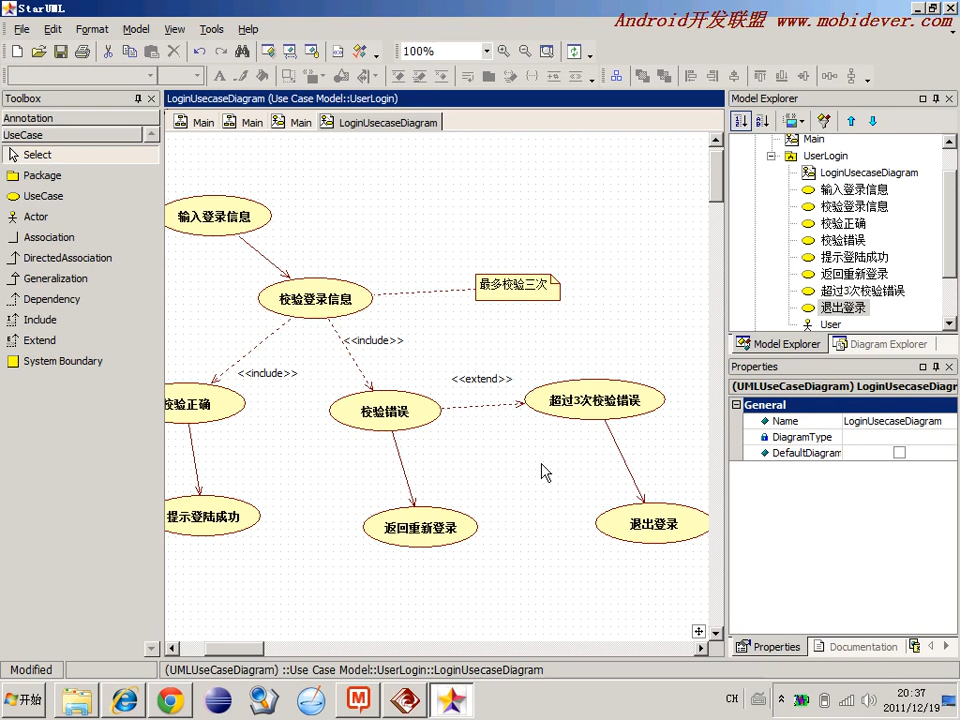 StarUML
Android开发联盟 www.mobidever.com
File Edit Format Model View Tools Help
100%
Toolbox
LoginUsecaseDiagram (Use Case Model::UserLogin)
Model Explorer
Annotation
UseCase
Select
Package
UseCase
Actor
Association
DirectedAssociation
Generalization
Dependency
Include
Extend
System Boundary
Main
Main
Main
LoginUsecaseDiagram
输入登录信息
校验登录信息
最多校验三次
<<include>>
<<include>>
<<extend>>
校验正确
校验错误
超过3次校验错误
提示登陆成功
返回重新登录
退出登录
Main
UserLogin
LoginUsecaseDiagram
输入登录信息
校验登录信息
校验正确
校验错误
提示登陆成功
返回重新登录
超过3次校验错误
退出登录
User
Model Explorer
Diagram Explorer
Properties
(UMLUseCaseDiagram) LoginUsecaseDiagr
General
Name LoginUsecaseDiagram
DiagramType
DefaultDiagram
Properties
Documentation
Modified
(UMLUseCaseDiagram) ::Use Case Model::UserLogin::LoginUsecaseDiagram
开始
CH
20:37
2011/12/19